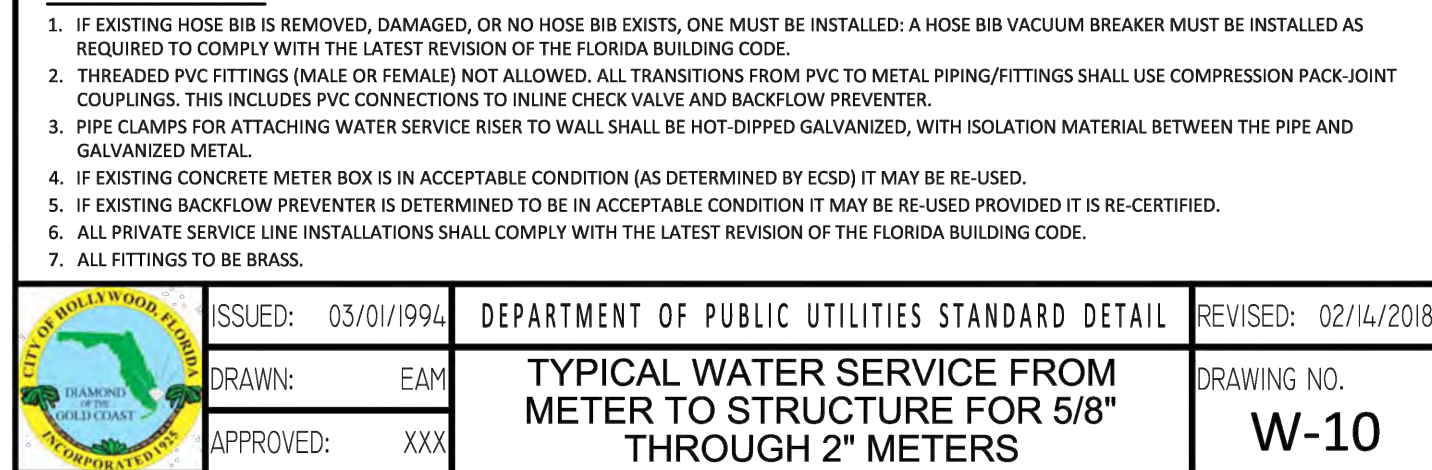 1. IF EXISTING HOSE BIB IS REMOVED, DAMAGED, OR NO HOSE BIB EXISTS, ONE MUST BE INSTALLED: A HOSE BIB VACUUM BREAKER MUST BE INSTALLED AS
REQUIRED TO COMPLY WITH THE LATEST REVISION OF THE FLORIDA BUILDING CODE.
2. THREADED PVC FITTINGS (MALE OR FEMALE) NOT ALLOWED. ALL TRANSITIONS FROM PVC TO METAL PIPING/FITTINGS SHALL USE COMPRESSION PACK-JOINT
COUPLINGS. THIS INCLUDES PVC CONNECTIONS TO INLINE CHECK VALVE AND BACKFLOW PREVENTER.
3. PIPE CLAMPS FOR ATTACHING WATER SERVICE RISER TO WALL SHALL BE HOT-DIPPED GALVANIZED, WITH ISOLATION MATERIAL BETWEEN THE PIPE AND
GALVANIZED METAL.
4. IF EXISTING CONCRETE METER BOX IS IN ACCEPTABLE CONDITION (AS DETERMINED BY ECSD) IT MAY BE RE-USED.
5. IF EXISTING BACKFLOW PREVENTER IS DETERMINED TO BE IN ACCEPTABLE CONDITION IT MAY BE RE-USED PROVIDED IT IS RE-CERTIFIED.
6. ALL PRIVATE SERVICE LINE INSTALLATIONS SHALL COMPLY WITH THE LATEST REVISION OF THE FLORIDA BUILDING CODE.
7. ALL FITTINGS TO BE BRASS.
CITY OF HOLLYWOOD, FLORIDA
DIAMOND
OF THE
GOLD COAST
INCORPORATED 1925
ISSUED: 03/01/1994
DRAWN: EAM
APPROVED: XXX
DEPARTMENT OF PUBLIC UTILITIES STANDARD DETAIL
TYPICAL WATER SERVICE FROM
METER TO STRUCTURE FOR 5/8"
THROUGH 2" METERS
REVISED: 02/14/2018
DRAWING NO.
W-10